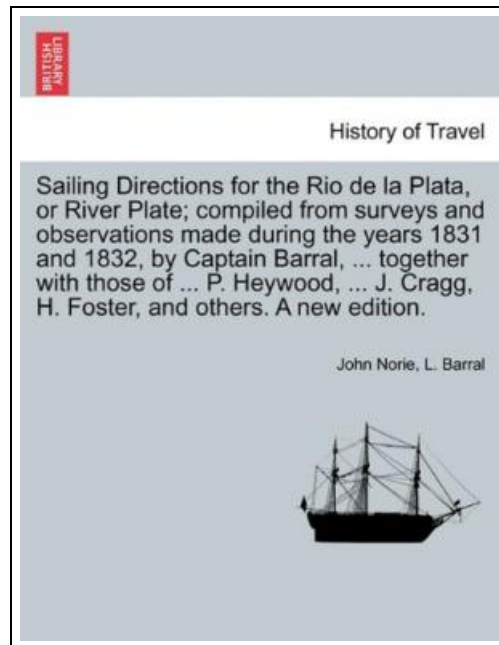 BRITISH
LIBRARY
History of Travel
Sailing Directions for the Rio de la Plata,
or River Plate; compiled from surveys and
observations made during the years 1831
and 1832, by Captain Barral, ... together
with those of ... P. Heywood, ... J. Cragg,
H. Foster, and others. A new edition.
John Norie, L. Barral